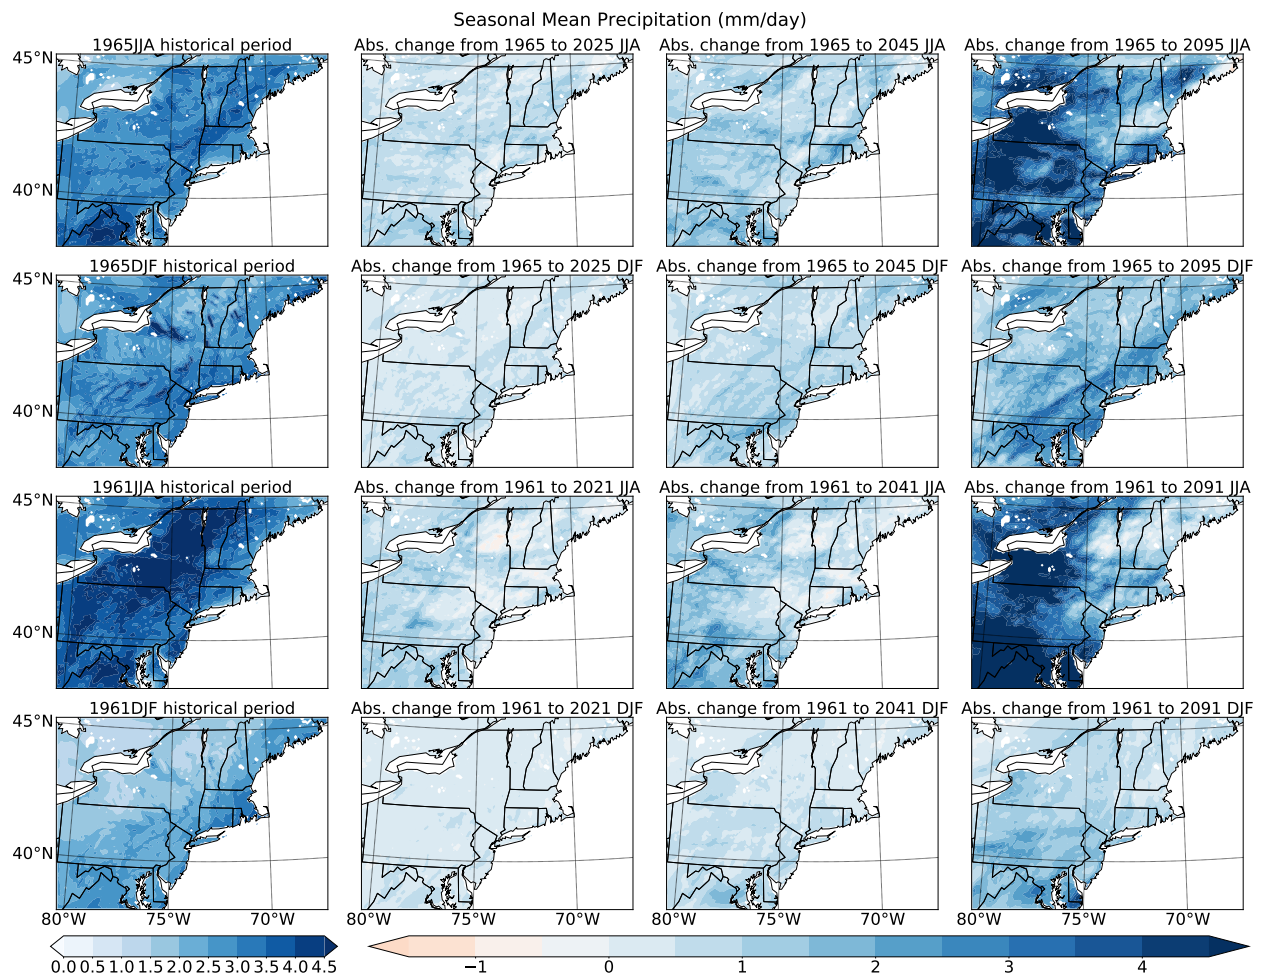 Seasonal Mean Precipitation (mm/day)
1965JJA historical period Abs. change from 1965 to 2025 JJA Abs. change from 1965 to 2045 JJA Abs. change from 1965 to 2095 JJA
45°N
40°N
1965DJF historical period Abs. change from 1965 to 2025 DJF Abs. change from 1965 to 2045 DJF Abs. change from 1965 to 2095 DJF
45°N
40°N
1961JJA historical period Abs. change from 1961 to 2021 JJA Abs. change from 1961 to 2041 JJA Abs. change from 1961 to 2091 JJA
45°N
40°N
1961DJF historical period Abs. change from 1961 to 2021 DJF Abs. change from 1961 to 2041 DJF Abs. change from 1961 to 2091 DJF
45°N
40°N
80°W 75°W 70°W 80°W 75°W 70°W 80°W 75°W 70°W 80°W 75°W 70°W
0.0 0.5 1.0 1.5 2.0 2.5 3.0 3.5 4.0 4.5 −1 0 1 2 3 4